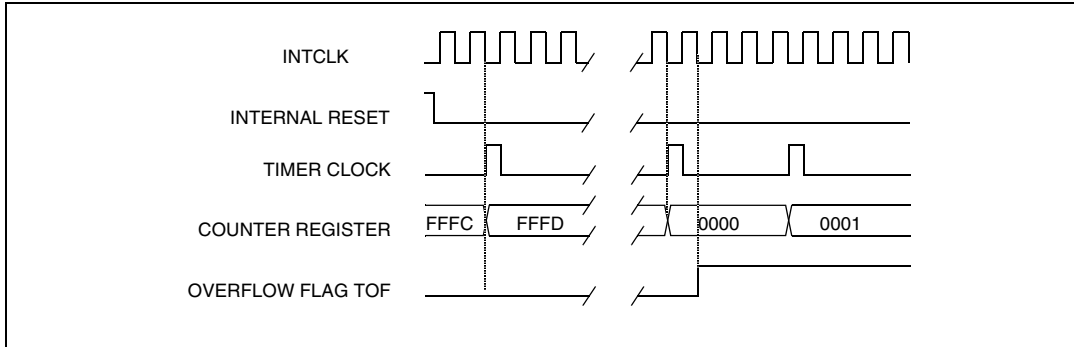 INTCLK
INTERNAL RESET
TIMER CLOCK
COUNTER REGISTER FFFC FFFD 0000 0001
OVERFLOW FLAG TOF